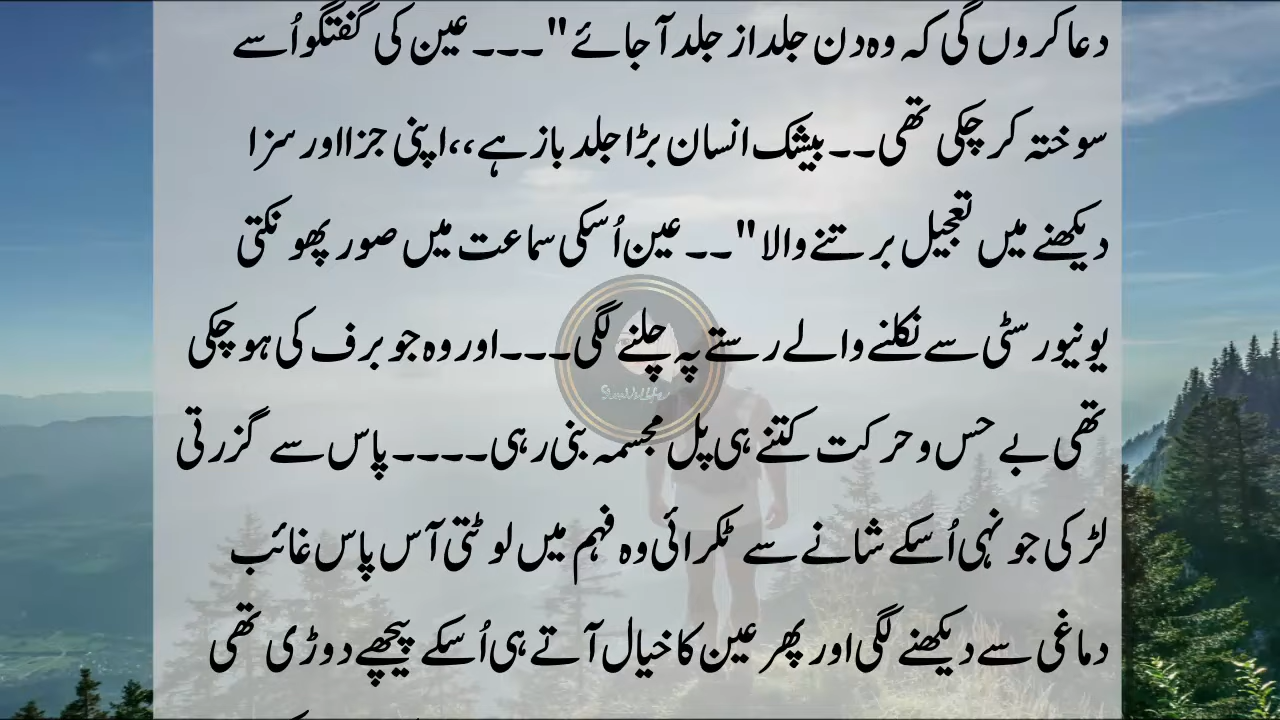 دعا کروں گی کہ وہ دن جلد از جلد آ جائے"۔۔۔ عین کی گفتگو اُسے
سوختہ کر چکی تھی۔۔ بیشک انسان بڑا جلد باز ہے،، اپنی جزا اور سزا
دیکھنے میں تعجیل برتنے والا"۔۔ عین اُسکی سماعت میں صور پھونکتی
یونیورسٹی سے نکلنے والے رستے پہ چلنے لگی۔۔۔ اور وہ جو برف کی ہو چکی
تھی بے حس و حرکت کتنے ہی پل مجسمہ بنی رہی۔۔۔۔ پاس سے گزرتی
لڑکی جونہی اُسکے شانے سے ٹکرائی وہ فہم میں لوٹتی آس پاس غائب
دماغی سے دیکھنے لگی اور پھر عین کا خیال آتے ہی اُسکے پیچھے دوڑی تھی